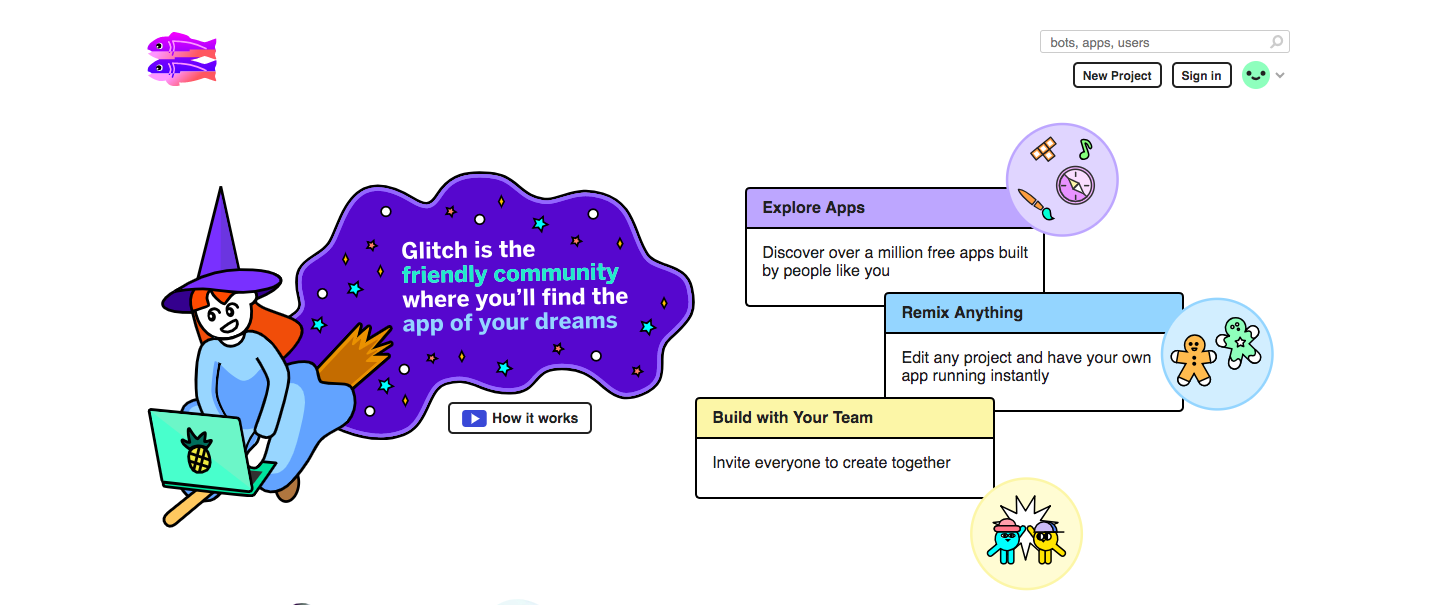 bots, apps, users
New Project
Sign in
Glitch is the
friendly community
where you’ll find the
app of your dreams
How it works
Explore Apps
Discover over a million free apps built
by people like you
Remix Anything
Edit any project and have your own
app running instantly
Build with Your Team
Invite everyone to create together